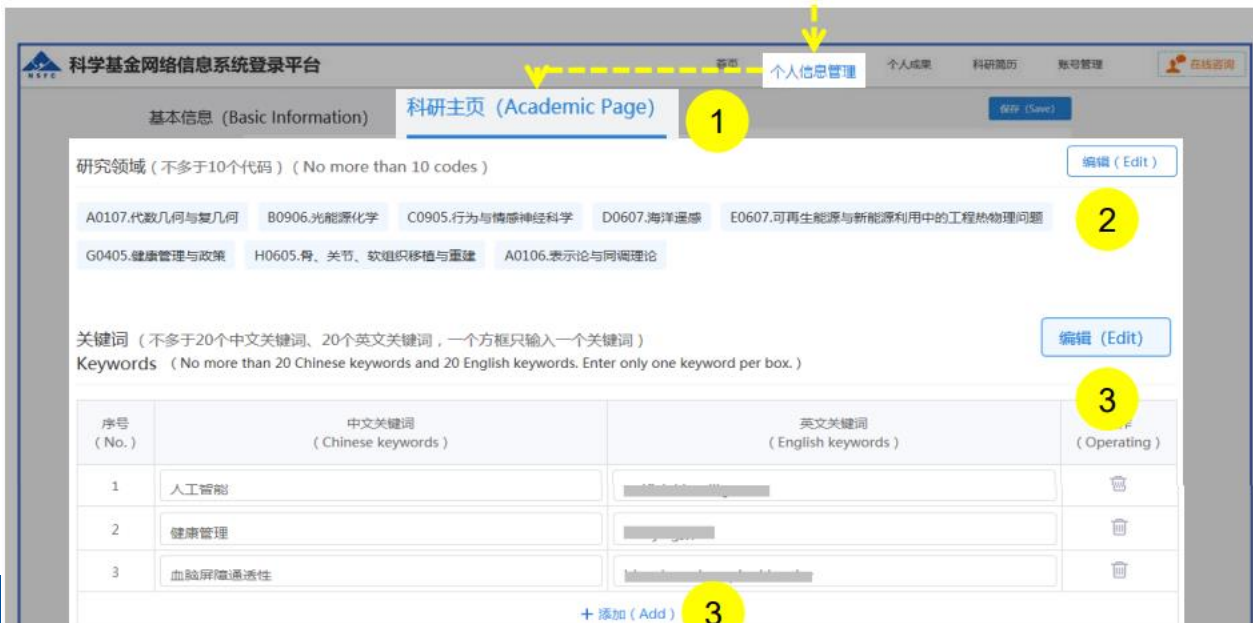 科学基金网络信息系统登录平台 首页 个人信息管理 个人成果 科研简历 账号管理 在线咨询
NSFC
基本信息 (Basic Information) 科研主页 (Academic Page) 1 保存 (Save)
研究领域 ( 不多于10个代码 ) ( No more than 10 codes ) 编辑 ( Edit )
A0107.代数几何与复几何 B0906.光能源化学 C0905.行为与情感神经科学 D0607.海洋遥感 E0607.可再生能源与新能源利用中的工程热物理问题 2
G0405.健康管理与政策 H0605.骨、关节、软组织移植与重建 A0106.表示论与同调理论
关键词 ( 不多于20个中文关键词、20个英文关键词，一个方框只输入一个关键词 ) 编辑 (Edit)
Keywords ( No more than 20 Chinese keywords and 20 English keywords. Enter only one keyword per box. )
3
序号 中文关键词 英文关键词
( No. ) ( Chinese keywords ) ( English keywords ) ( Operating )
1 人工智能
2 健康管理
3 血脑屏障通透性
+ 添加 ( Add ) 3